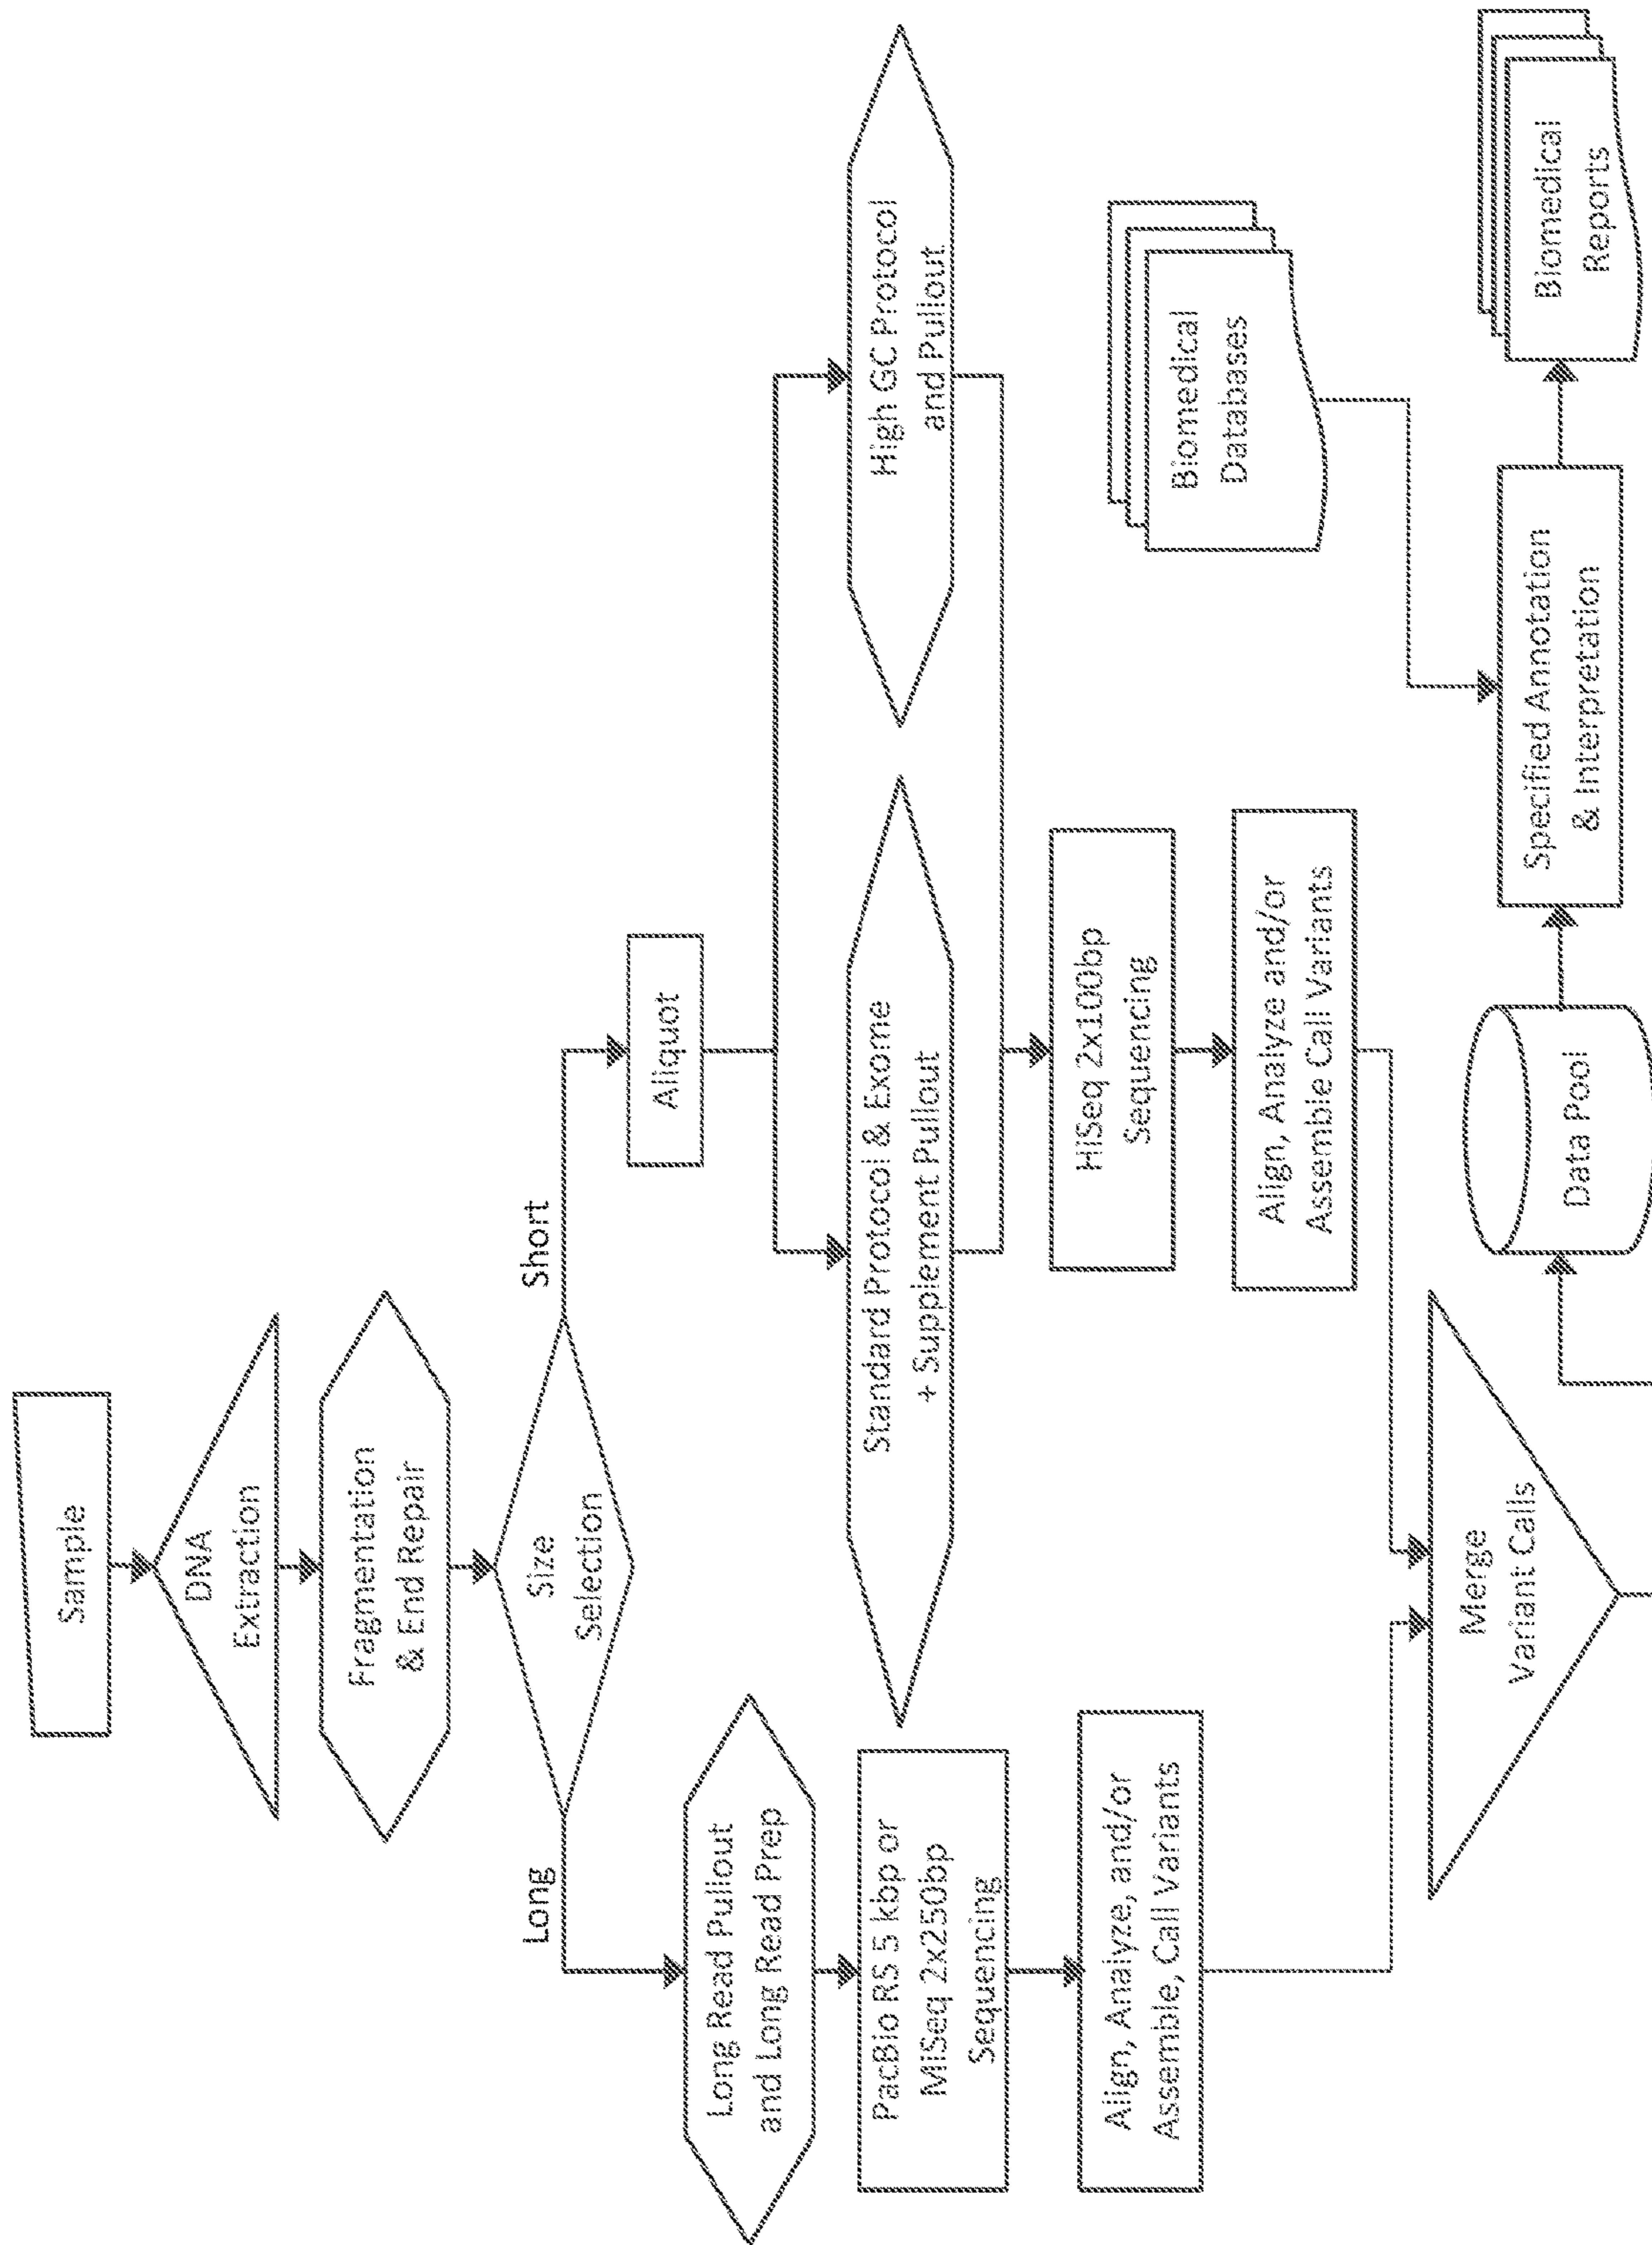 Sample
DNA
Extraction
Fragmentation
& End Repair
Size
Selection
Long
Short
Long Read Pullout
and Long Read Prep
PacBio RS 5 kbp or
MiSeq 2x250bp
Sequencing
Align, Analyze, and/or
Assemble, Call Variants
Aliquot
Standard Protocol & Exome
+ Supplement Pullout
High GC Protocol
and Pullout
HiSeq 2x100bp
Sequencing
Align, Analyze and/or
Assemble Call Variants
Merge
Variant Calls
Data Pool
Biomedical
Databases
Specified Annotation
& Interpretation
Biomedical
Reports